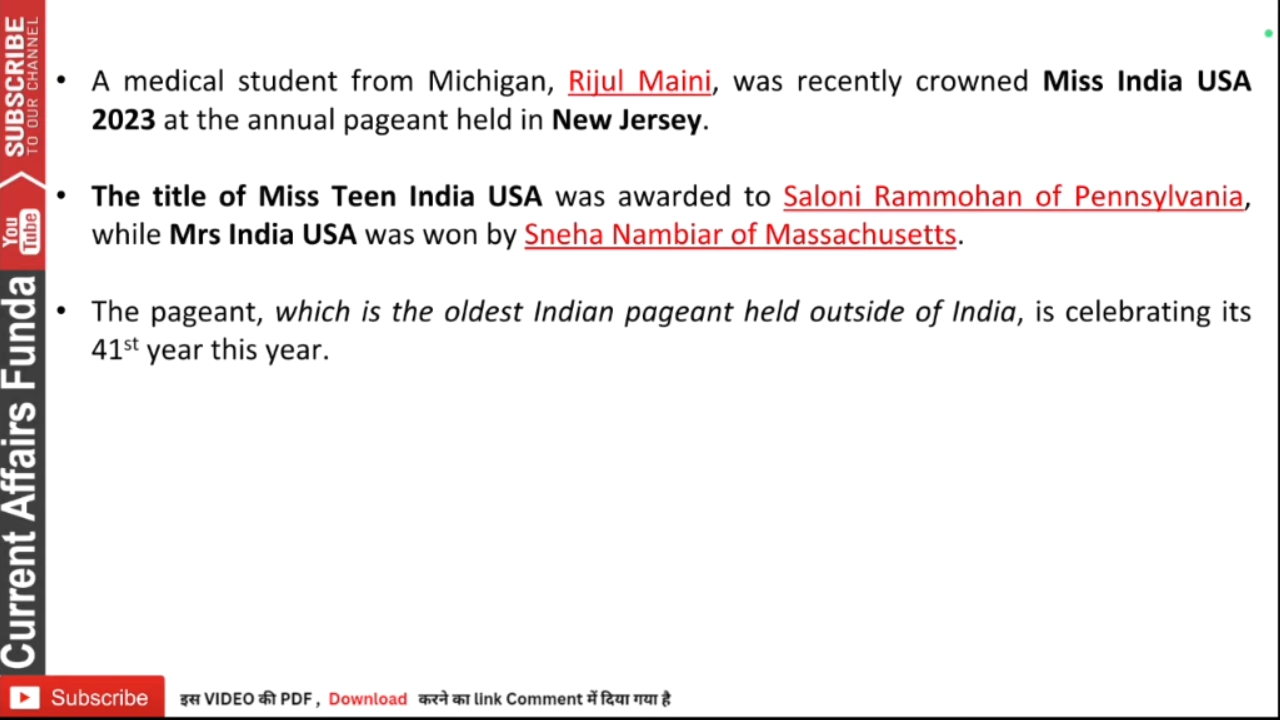 SUBSCRIBE
TO OUR CHANNEL
You
Tube
Current Affairs Funda
• A medical student from Michigan, Rijul Maini, was recently crowned Miss India USA
2023 at the annual pageant held in New Jersey.
• The title of Miss Teen India USA was awarded to Saloni Rammohan of Pennsylvania,
while Mrs India USA was won by Sneha Nambiar of Massachusetts.
• The pageant, which is the oldest Indian pageant held outside of India, is celebrating its
41st year this year.
Subscribe
इस VIDEO की PDF , Download करने का link Comment में दिया गया है